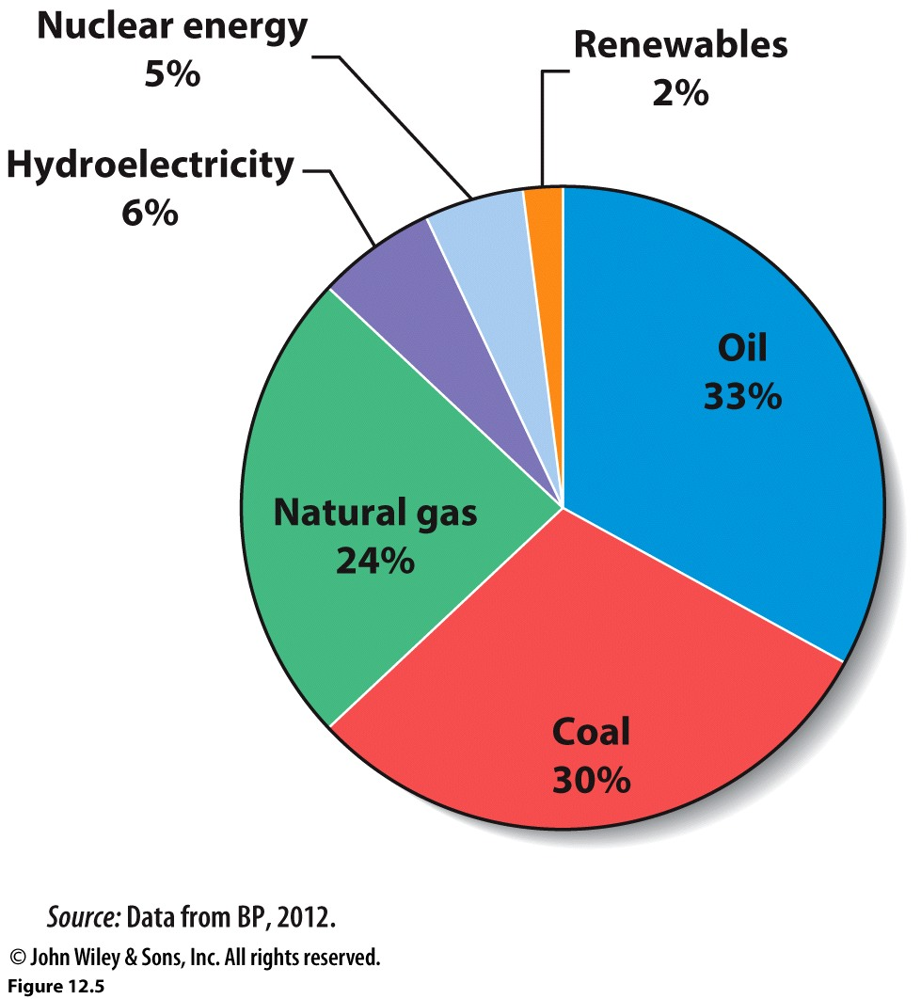 Nuclear energy
5%
Renewables
2%
Hydroelectricity
6%
Oil
33%
Natural gas
24%
Coal
30%
Source: Data from BP, 2012.
© John Wiley & Sons, Inc. All rights reserved.
Figure 12.5